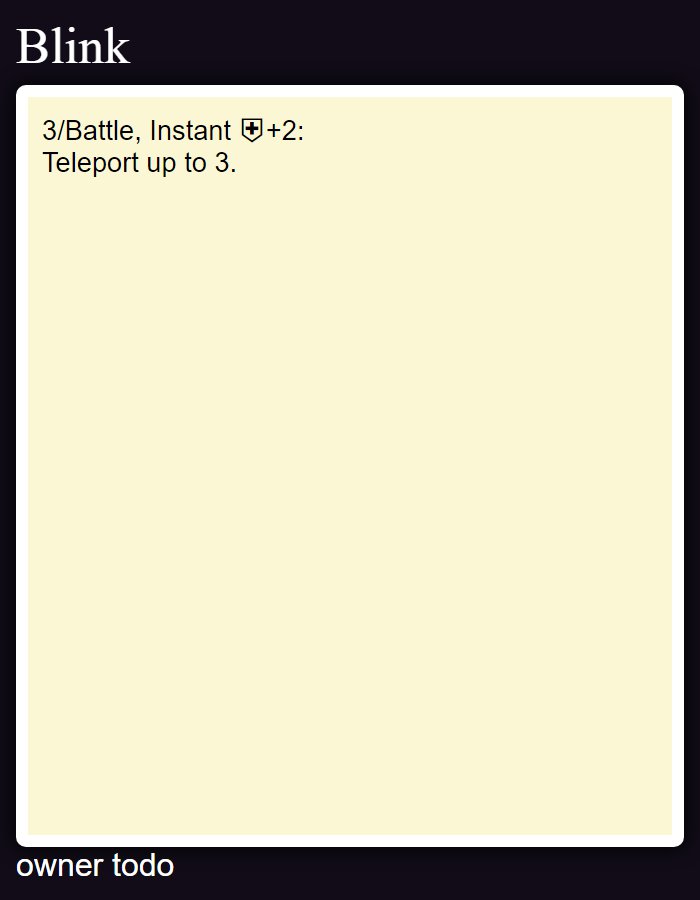 Blink
3/Battle, Instant ⛨+2:
Teleport up to 3.
owner todo